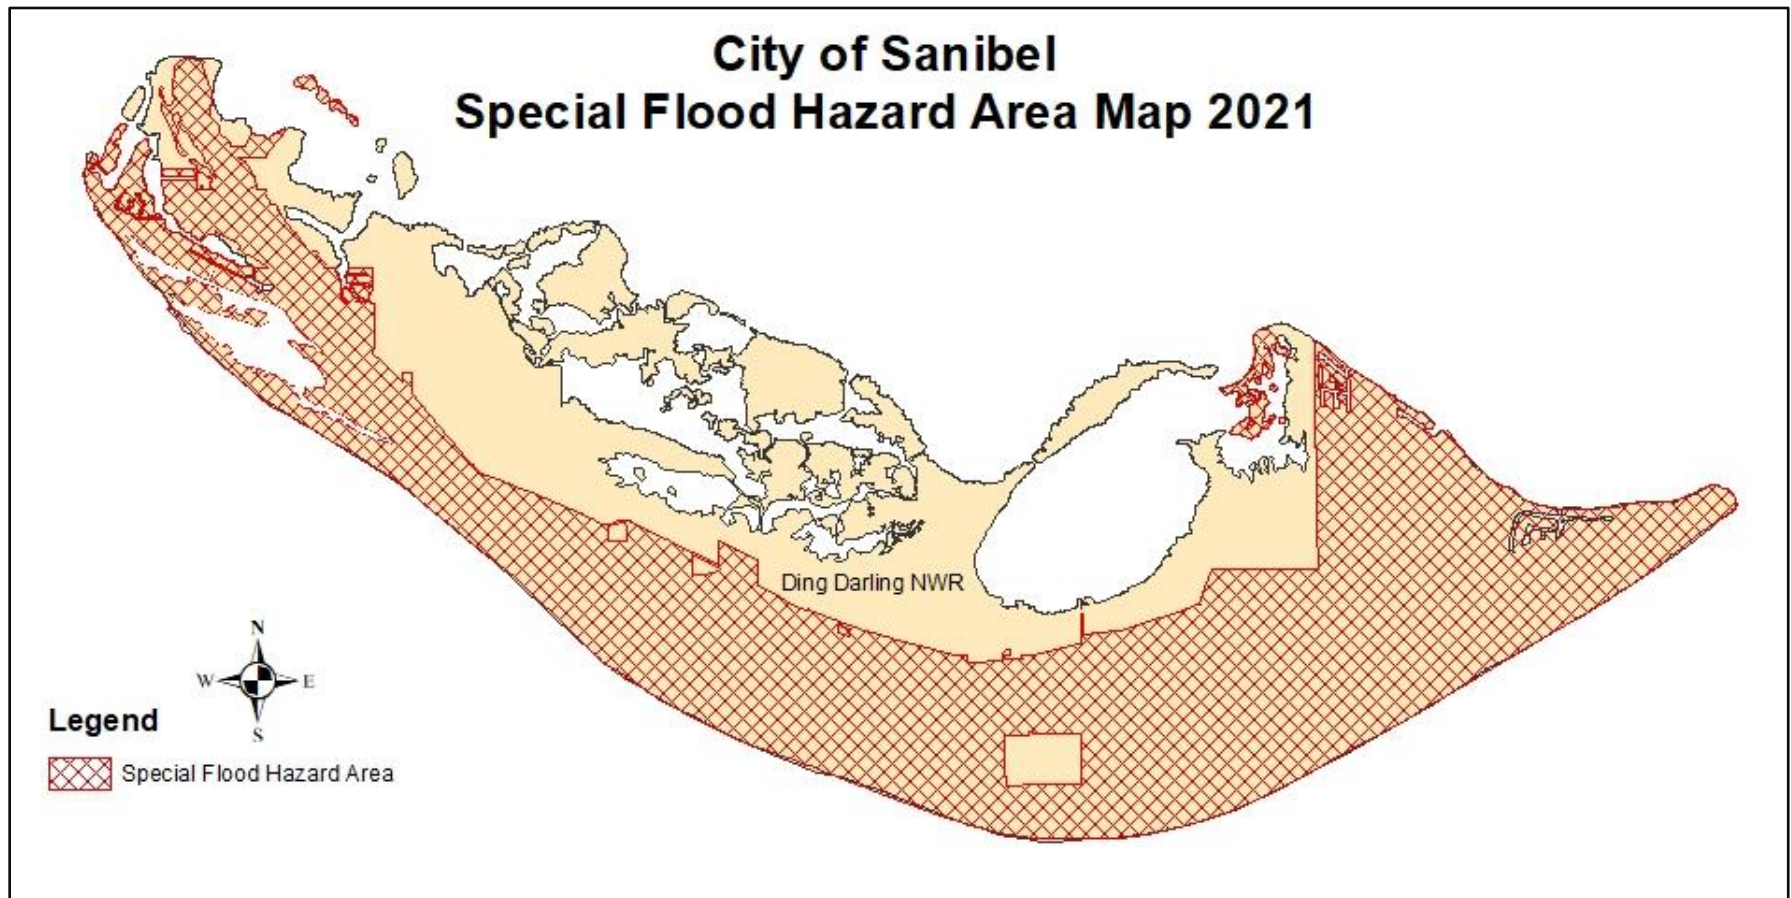 City of Sanibel
Special Flood Hazard Area Map 2021
Ding Darling NWR
N
W E
S
Legend
Special Flood Hazard Area